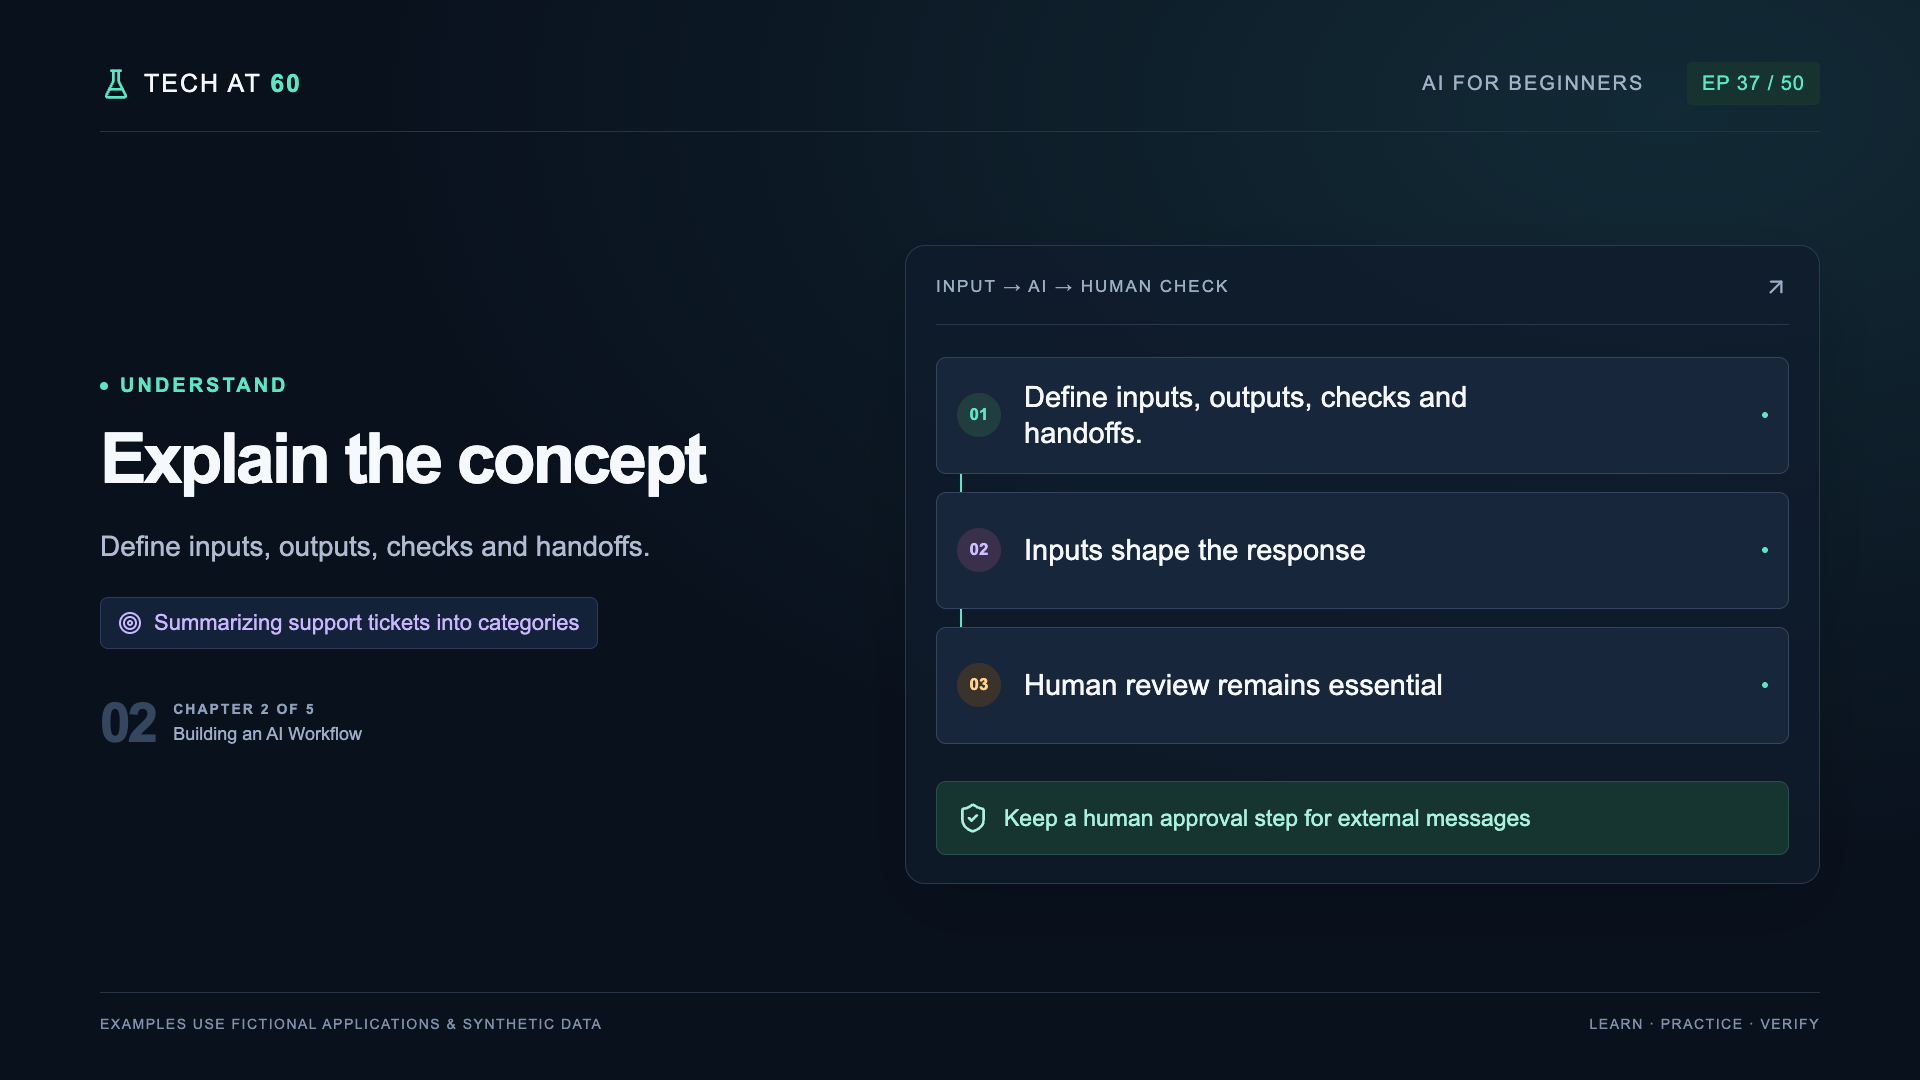 TECH AT 60
AI FOR BEGINNERS
EP 37 / 50
UNDERSTAND
Explain the concept
Define inputs, outputs, checks and handoffs.
Summarizing support tickets into categories
02
CHAPTER 2 OF 5
Building an AI Workflow
INPUT → AI → HUMAN CHECK
01
Define inputs, outputs, checks and
handoffs.
02
Inputs shape the response
03
Human review remains essential
Keep a human approval step for external messages
EXAMPLES USE FICTIONAL APPLICATIONS & SYNTHETIC DATA
LEARN · PRACTICE · VERIFY